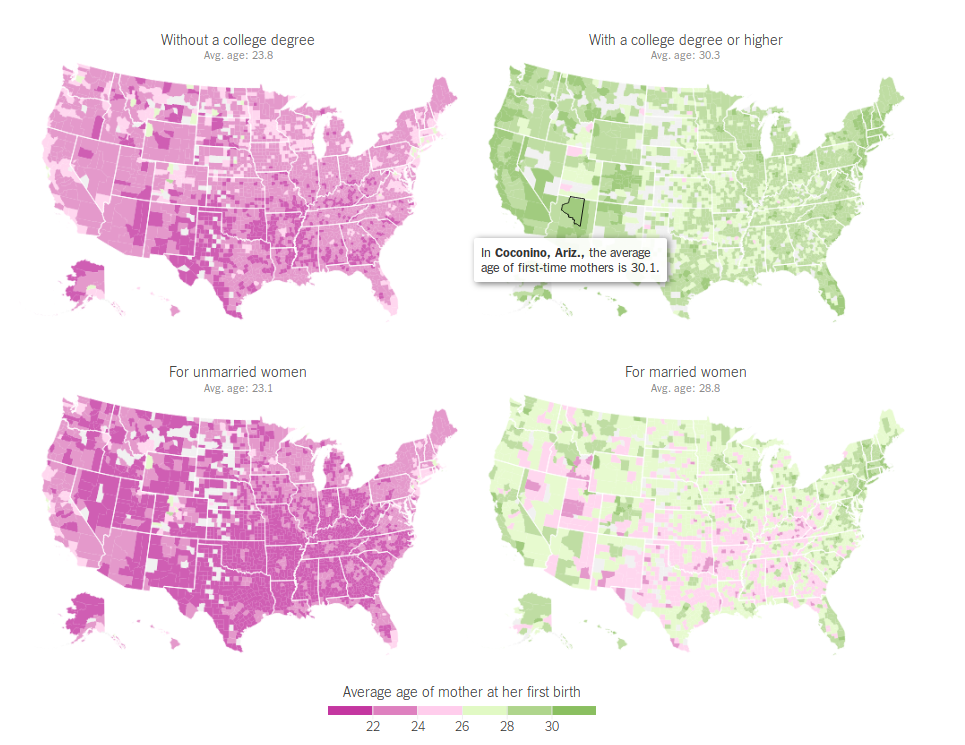 Without a college degree
Avg. age: 23.8
With a college degree or higher
Avg. age: 30.3
In Coconino, Ariz., the average
age of first-time mothers is 30.1.
For unmarried women
Avg. age: 23.1
For married women
Avg. age: 28.8
Average age of mother at her first birth
22 24 26 28 30